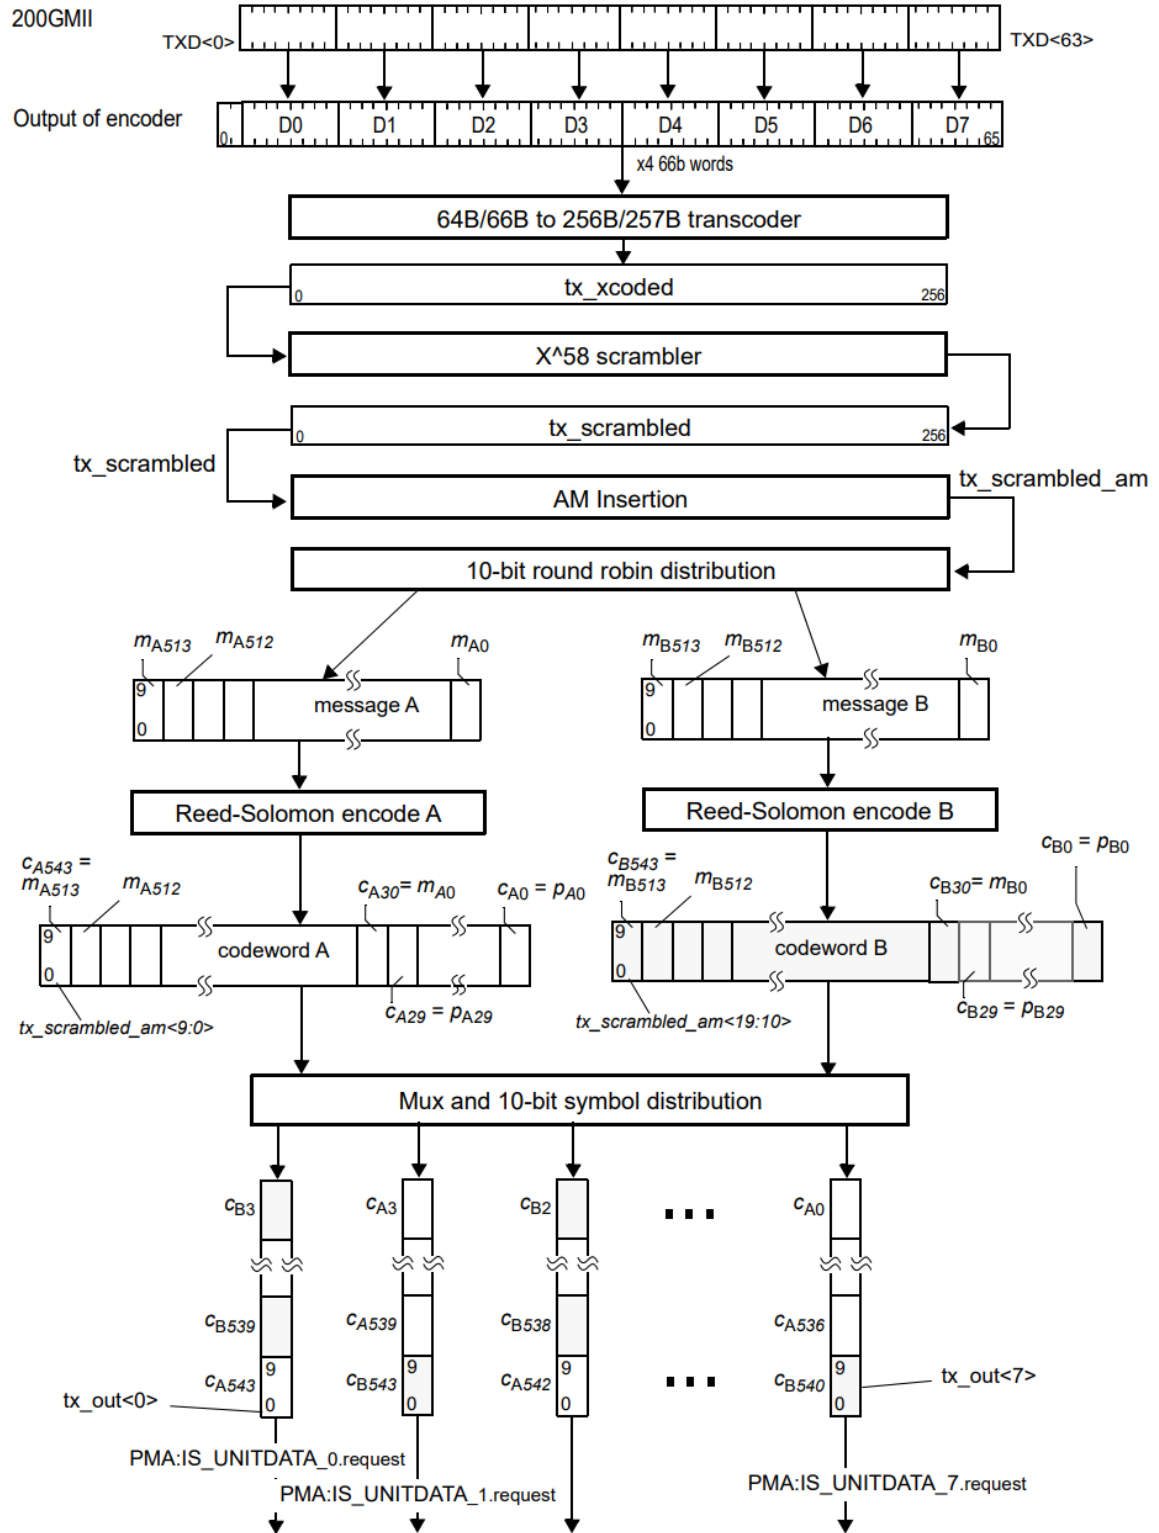 200GMII
TXD<0>
TXD<63>
Output of encoder
0
D0 D1 D2 D3 D4 D5 D6 D7
65
x4 66b words
64B/66B to 256B/257B transcoder
0 tx_xcoded 256
X^58 scrambler
0 tx_scrambled 256
tx_scrambled
AM Insertion
tx_scrambled_am
10-bit round robin distribution
mA513 mA512 mA0
mB513 mB512 mB0
9
0
message A
9
0
message B
Reed-Solomon encode A
Reed-Solomon encode B
cA543 =
mA513
mA512
cA30= mA0
cA0 = pA0
cB543 =
mB513
mB512
cB30= mB0
cB0 = pB0
9
0
codeword A
9
0
codeword B
tx_scrambled_am<9:0>
cA29 = pA29
tx_scrambled_am<19:10>
cB29 = pB29
Mux and 10-bit symbol distribution
cB3 cA3 cB2 ... cA0
cB539 cA539 cB538 cA536
cA543 cB543 cA542 ... cB540
9 9 9 9
0 0 0 0
tx_out<0>
tx_out<7>
PMA:IS_UNITDATA_0.request
PMA:IS_UNITDATA_1.request
PMA:IS_UNITDATA_7.request